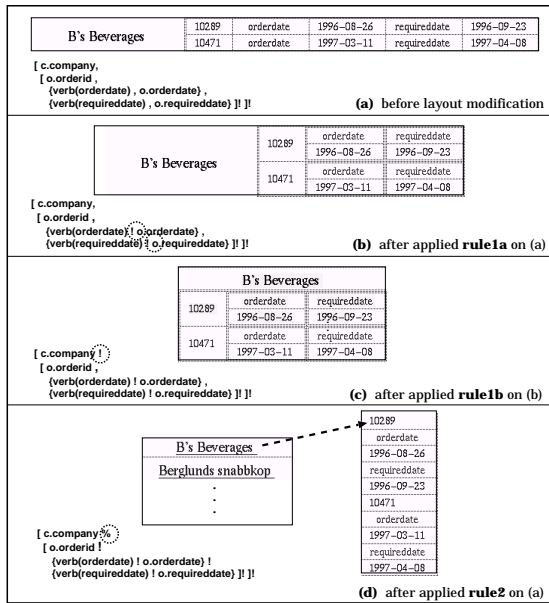 B's Beverages 10289 orderdate 1996-08-26 requireddate 1996-09-23
10471 orderdate 1997-03-11 requireddate 1997-04-08
[ c.company,
[ o.orderid ,
{verb(orderdate) , o.orderdate} ,
{verb(requireddate) , o.requireddate} ]! ]!
(a) before layout modification
B's Beverages
10289 orderdate requireddate
1996-08-26 1996-09-23
10471 orderdate requireddate
1997-03-11 1997-04-08
[ c.company,
[ o.orderid ,
{verb(orderdate) ! o.orderdate} ,
{verb(requireddate) ! o.requireddate} ]! ]!
(b) after applied rule1a on (a)
B's Beverages
10289 orderdate requireddate
1996-08-26 1996-09-23
10471 orderdate requireddate
1997-03-11 1997-04-08
[ c.company !
[ o.orderid ,
{verb(orderdate) ! o.orderdate} ,
{verb(requireddate) ! o.requireddate} ]! ]!
(c) after applied rule1b on (b)
B's Beverages
Berglunds snabbkop
.
.
.
10289
orderdate
1996-08-26
requireddate
1996-09-23
10471
orderdate
1997-03-11
requireddate
1997-04-08
[ c.company %
[ o.orderid !
{verb(orderdate) ! o.orderdate} !
{verb(requireddate) ! o.requireddate} ]! ]!
(d) after applied rule2 on (a)